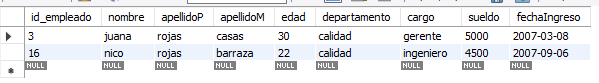 id_empleado nombre apellidoP apellidoM edad departamento cargo sueldo fechaIngreso
3 juana rojas casas 30 calidad gerente 5000 2007-03-08
16 nico rojas barraza 22 calidad ingeniero 4500 2007-09-06
NULL NULL NULL NULL NULL NULL NULL NULL NULL